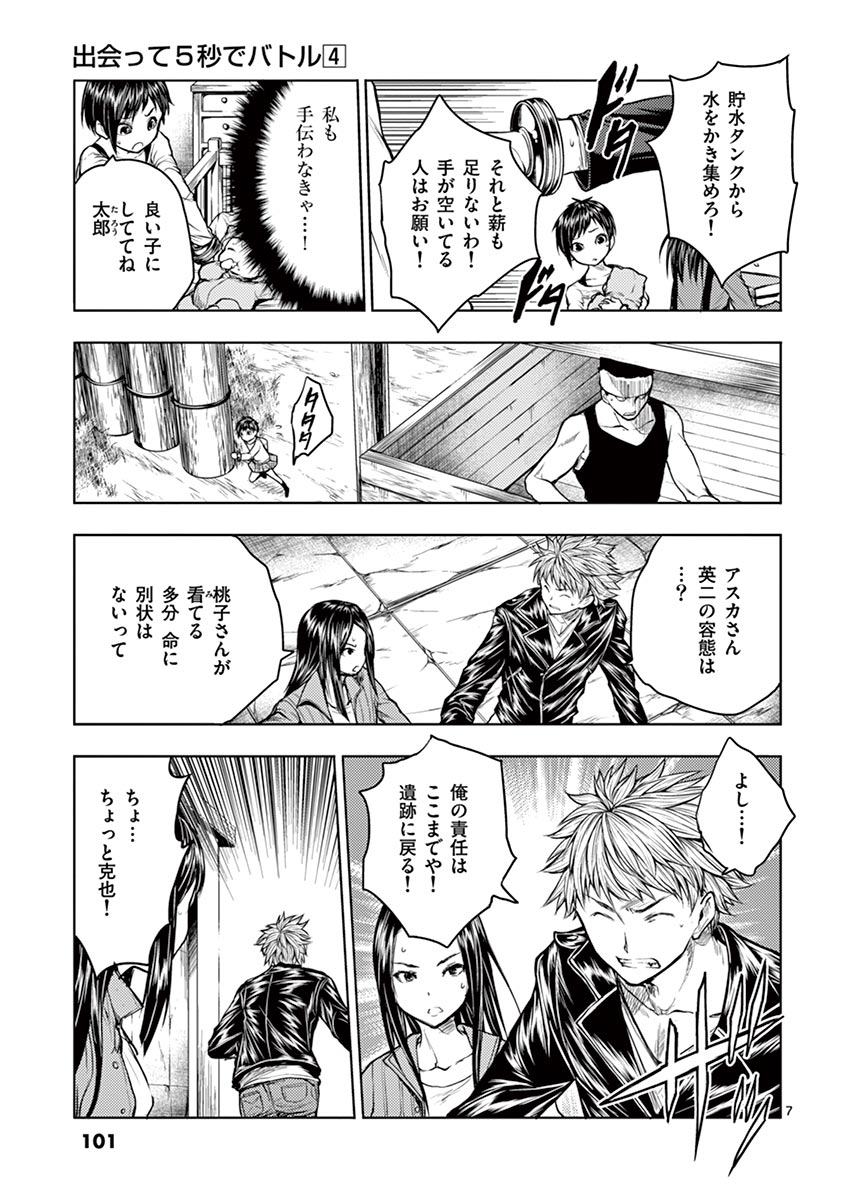 出会って5秒でバトル4
貯水タンクから
水をかき集めろ!
ドタ
それと薪も
足りないわ!
手が空いてる
人はお願い!
ドタ
私も
手伝わなきゃ…!
良い子に
しててね
太郎
たろう
タタタ
アスカさん
英二の容態は
…?
桃子さんが
看てる
み
多分 命に
別状は
ないって
よし…!
俺の責任は
ここまでや!
遺跡に戻る!
ちょ…
ちょっと克也!
7
101